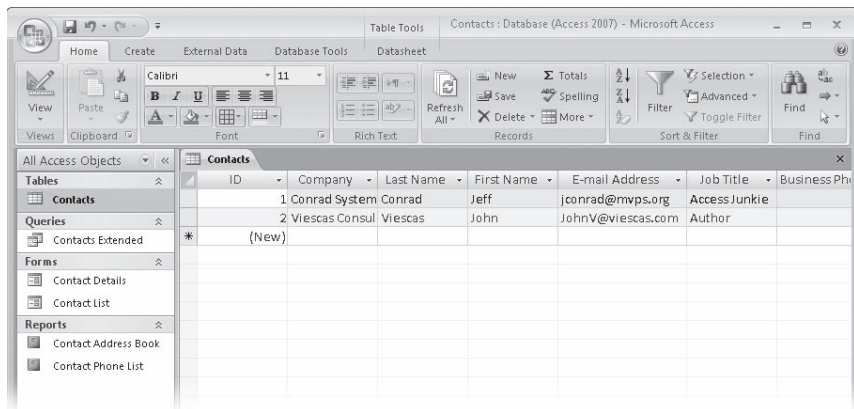 Table Tools Contacts : Database (Access 2007) - Microsoft Access
Home Create External Data Database Tools Datasheet
Calibri 11
New Totals
Selection
B I U
Save Spelling
Advanced
View Paste
Refresh All
Delete More
Filter Toggle Filter
Find
Views Clipboard Font Rich Text Records Sort & Filter Find
All Access Objects
Contacts
Tables
Contacts
Queries
Contacts Extended
Forms
Contact Details
Contact List
Reports
Contact Address Book
Contact Phone List
ID Company Last Name First Name E-mail Address Job Title Business Ph
1 Conrad System Conrad Jeff jconrad@mvps.org Access Junkie
2 Viescas Consul Viescas John JohnV@viescas.com Author
(New)